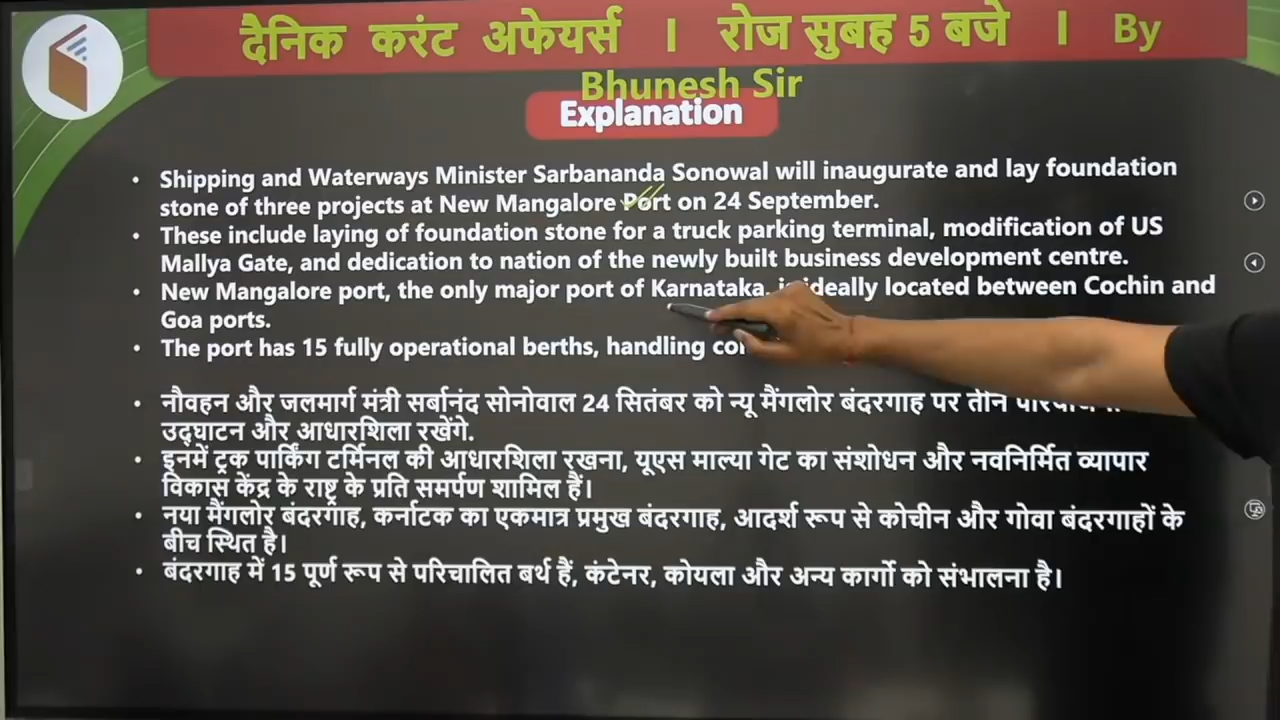 दैनिक करंट अफेयर्स । रोज सुबह 5 बजे । By
Bhunesh Sir
Explanation
• Shipping and Waterways Minister Sarbananda Sonowal will inaugurate and lay foundation
stone of three projects at New Mangalore Port on 24 September.
• These include laying of foundation stone for a truck parking terminal, modification of US
Mallya Gate, and dedication to nation of the newly built business development centre.
• New Mangalore port, the only major port of Karnataka, is ideally located between Cochin and
Goa ports.
• The port has 15 fully operational berths, handling
• नौवहन और जलमार्ग मंत्री सर्बानंद सोनोवाल 24 सितंबर को न्यू मैंगलोर बंदरगाह पर तीन
उद्घाटन और आधारशिला रखेंगे.
• इनमें ट्रक पार्किंग टर्मिनल की आधारशिला रखना, यूएस माल्या गेट का संशोधन और नवनिर्मित व्यापार
विकास केंद्र के राष्ट्र के प्रति समर्पण शामिल हैं।
• नया मैंगलोर बंदरगाह, कर्नाटक का एकमात्र प्रमुख बंदरगाह, आदर्श रूप से कोचीन और गोवा बंदरगाहों के
बीच स्थित है।
• बंदरगाह में 15 पूर्ण रूप से परिचालित बर्थ हैं, कंटेनर, कोयला और अन्य कार्गो को संभालना है।